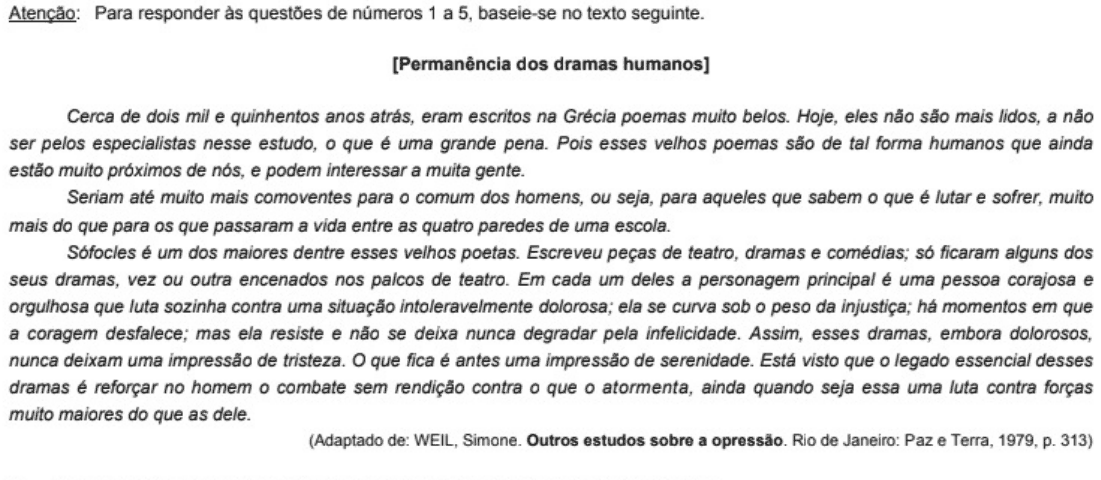 Atenção: Para responder às questões de números 1 a 5, baseie-se no texto seguinte.
[Permanência dos dramas humanos]
Cerca de dois mil e quinhentos anos atrás, eram escritos na Grécia poemas muito belos. Hoje, eles não são mais lidos, a não
ser pelos especialistas nesse estudo, o que é uma grande pena. Pois esses velhos poemas são de tal forma humanos que ainda
estão muito próximos de nós, e podem interessar a muita gente.
Seriam até muito mais comoventes para o comum dos homens, ou seja, para aqueles que sabem o que é lutar e sofrer, muito
mais do que para os que passaram a vida entre as quatro paredes de uma escola.
Sófocles é um dos maiores dentre esses velhos poetas. Escreveu peças de teatro, dramas e comédias; só ficaram alguns dos
seus dramas, vez ou outra encenados nos palcos de teatro. Em cada um deles a personagem principal é uma pessoa corajosa e
orgulhosa que luta sozinha contra uma situação intoleravelmente dolorosa; ela se curva sob o peso da injustiça; há momentos em que
a coragem desfalece; mas ela resiste e não se deixa nunca degradar pela infelicidade. Assim, esses dramas, embora dolorosos,
nunca deixam uma impressão de tristeza. O que fica é antes uma impressão de serenidade. Está visto que o legado essencial desses
dramas é reforçar no homem o combate sem rendição contra o que o atormenta, ainda quando seja essa uma luta contra forças
muito maiores do que as dele.
(Adaptado de: WEIL, Simone. Outros estudos sobre a opressão. Rio de Janeiro: Paz e Terra, 1979, p. 313)